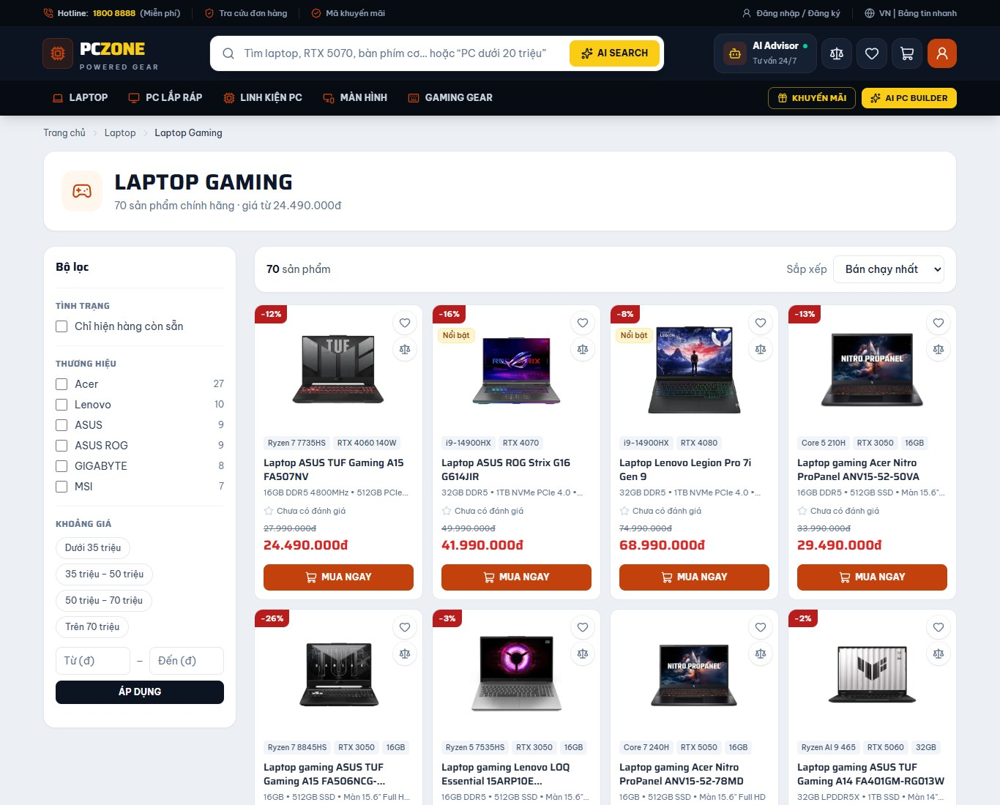 Hotline: 1800 8888 (Miễn phí)
Tra cứu đơn hàng
Mã khuyến mãi
Đăng nhập / Đăng ký
VN | Bảng tin nhanh
PCZONE
POWERED GEAR
Tìm laptop, RTX 5070, bàn phím cơ... hoặc “PC dưới 20 triệu”
AI SEARCH
AI Advisor
Tư vấn 24/7
LAPTOP
PC LẮP RÁP
LINH KIỆN PC
MÀN HÌNH
GAMING GEAR
KHUYẾN MÃI
AI PC BUILDER
Trang chủ
Laptop
Laptop Gaming
LAPTOP GAMING
70 sản phẩm chính hãng · giá từ 24.490.000đ
Bộ lọc
TÌNH TRẠNG
Chỉ hiện hàng còn sẵn
THƯƠNG HIỆU
Acer 27
Lenovo 10
ASUS 9
ASUS ROG 9
GIGABYTE 8
MSI 7
KHOẢNG GIÁ
Dưới 35 triệu
35 triệu – 50 triệu
50 triệu – 70 triệu
Trên 70 triệu
Từ (đ) – Đến (đ)
ÁP DỤNG
70 sản phẩm
Sắp xếp
Bán chạy nhất
-12%
TUF
Ryzen 7 7735HS RTX 4060 140W
Laptop ASUS TUF Gaming A15
FA507NV
16GB DDR5 4800MHz • 512GB PCIe...
Chưa có đánh giá
27.990.000đ
24.490.000đ
MUA NGAY
-16%
Nổi bật
i9-14900HX RTX 4070
Laptop ASUS ROG Strix G16
G614JIR
32GB DDR5 • 1TB NVMe PCIe 4.0 •...
Chưa có đánh giá
49.990.000đ
41.990.000đ
MUA NGAY
-8%
Nổi bật
LEGION
i9-14900HX RTX 4080
Laptop Lenovo Legion Pro 7i
Gen 9
32GB DDR5 • 1TB NVMe PCIe 4.0 •...
Chưa có đánh giá
74.990.000đ
68.990.000đ
MUA NGAY
-13%
NITRO PROPANEL
Core 5 210H RTX 3050 16GB
Laptop gaming Acer Nitro
ProPanel ANV15-52-50VA
16GB DDR5 • 512GB SSD • Màn 15.6"...
Chưa có đánh giá
33.990.000đ
29.490.000đ
MUA NGAY
-26%
Ryzen 7 8845HS RTX 3050 16GB
Laptop gaming ASUS TUF
Gaming A15 FA506NCG-...
16GB • 512GB SSD • Màn 15.6" Full H...
-3%
Ryzen 5 7535HS RTX 3050 16GB
Laptop gaming Lenovo LOQ
Essential 15ARP10E...
16GB DDR5 • 512GB SSD • Màn 15.6"...
NITRO PROPANEL
Core 7 240H RTX 5050 16GB
Laptop gaming Acer Nitro
ProPanel ANV15-52-78MD
16GB • 512GB SSD • Màn 15.6" Full HD
-2%
Ryzen AI 9 465 RTX 5060 32GB
Laptop gaming ASUS TUF
Gaming A14 FA401GM-RG013W
32GB LPDDR5X • 1TB SSD • Màn 14"...